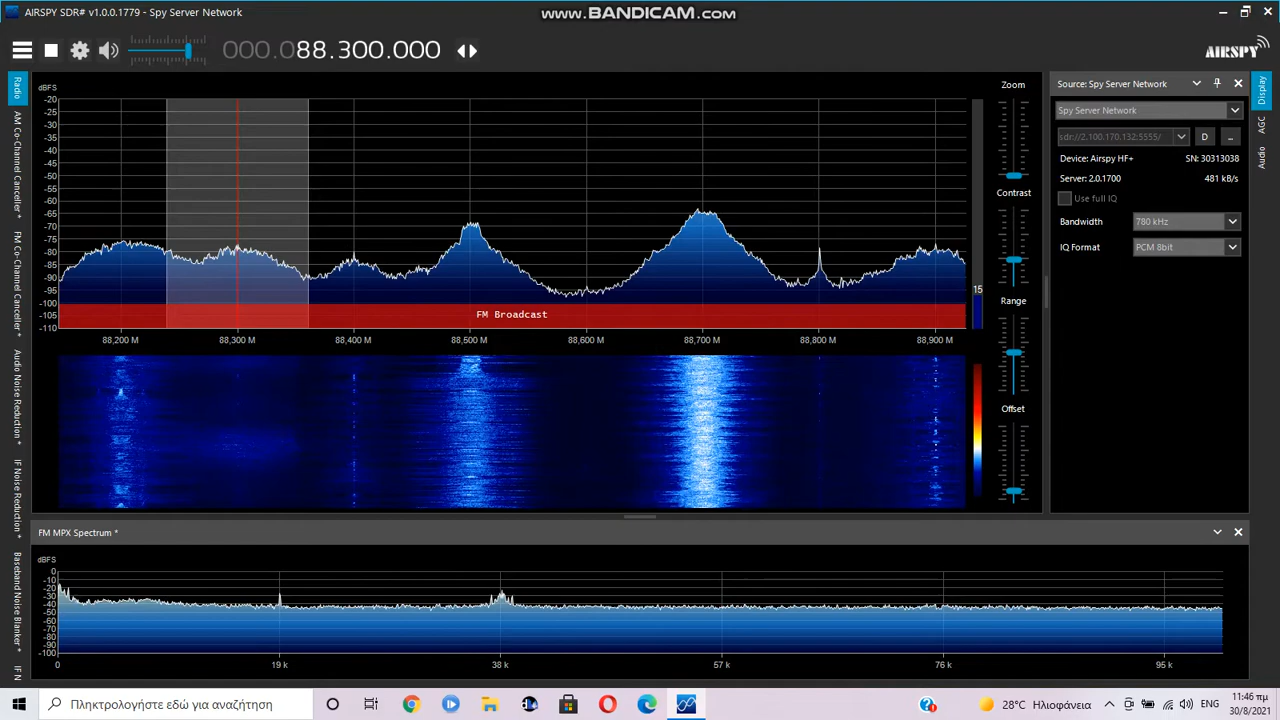 AIRSPY SDR# v1.0.0.1779 - Spy Server Network
www.BANDICAM.com
000.088.300.000
AIRSPY
Radio
AM Co-Channel Canceller *
FM Co-Channel Canceller *
Audio Noise Reduction *
IF Noise Reduction *
Baseband Noise Blanker *
IF N
dBFS
-20
-25
-30
-35
-40
-45
-50
-55
-60
-65
-70
-75
-80
-85
-90
-95
-100
-105
-110
FM Broadcast
15
88,200 M
88,300 M
88,400 M
88,500 M
88,600 M
88,700 M
88,800 M
88,900 M
Zoom
Contrast
Range
Offset
Source: Spy Server Network
Spy Server Network
sdr://2.100.170.132:5555/
D
...
Device: Airspy HF+ SN: 30313038
Server: 2.0.1700 481 kB/s
Use full IQ
Bandwidth 780 kHz
IQ Format PCM 8bit
Display
AGC
Audio
FM MPX Spectrum *
dBFS
0
-10
-20
-30
-40
-50
-60
-70
-80
-90
-100
0
19 k
38 k
57 k
76 k
95 k
Πληκτρολογήστε εδώ για αναζήτηση
28°C Ηλιοφάνεια
ENG
11:46 πμ
30/8/2021